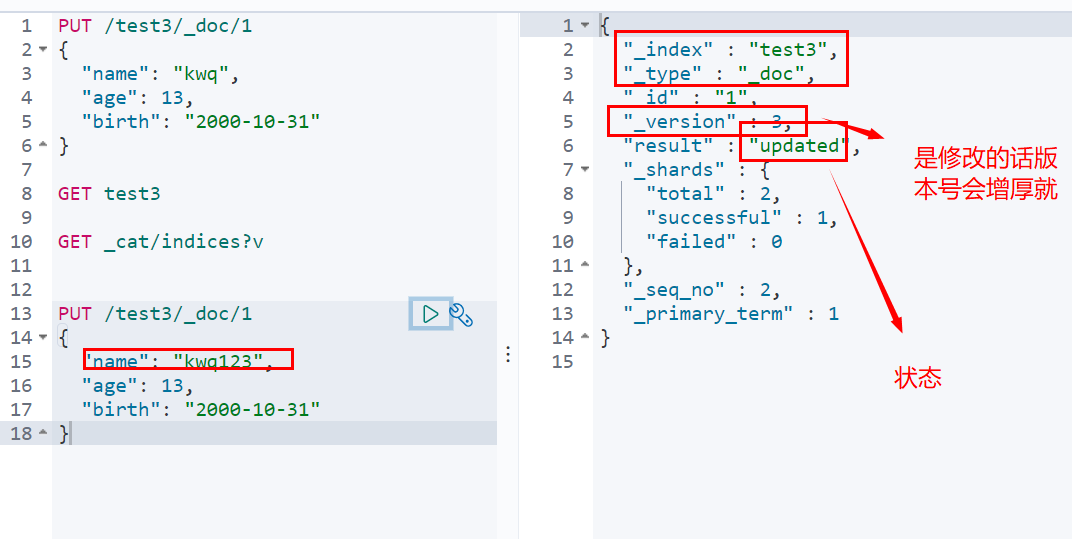 1 PUT /test3/_doc/1
2 {
3 "name": "kwq",
4 "age": 13,
5 "birth": "2000-10-31"
6 }
7
8 GET test3
9
10 GET _cat/indices?v
11
12
13 PUT /test3/_doc/1
14 {
15 "name": "kwq123",
16 "age": 13,
17 "birth": "2000-10-31"
18 }
1 {
2 "_index" : "test3",
3 "_type" : "_doc",
4 "_id" : "1",
5 "_version" : 3,
6 "result" : "updated",
7 "_shards" : {
8 "total" : 2,
9 "successful" : 1,
10 "failed" : 0
11 },
12 "_seq_no" : 2,
13 "_primary_term" : 1
14 }
15
是修改的话版
本号会增厚就
状态